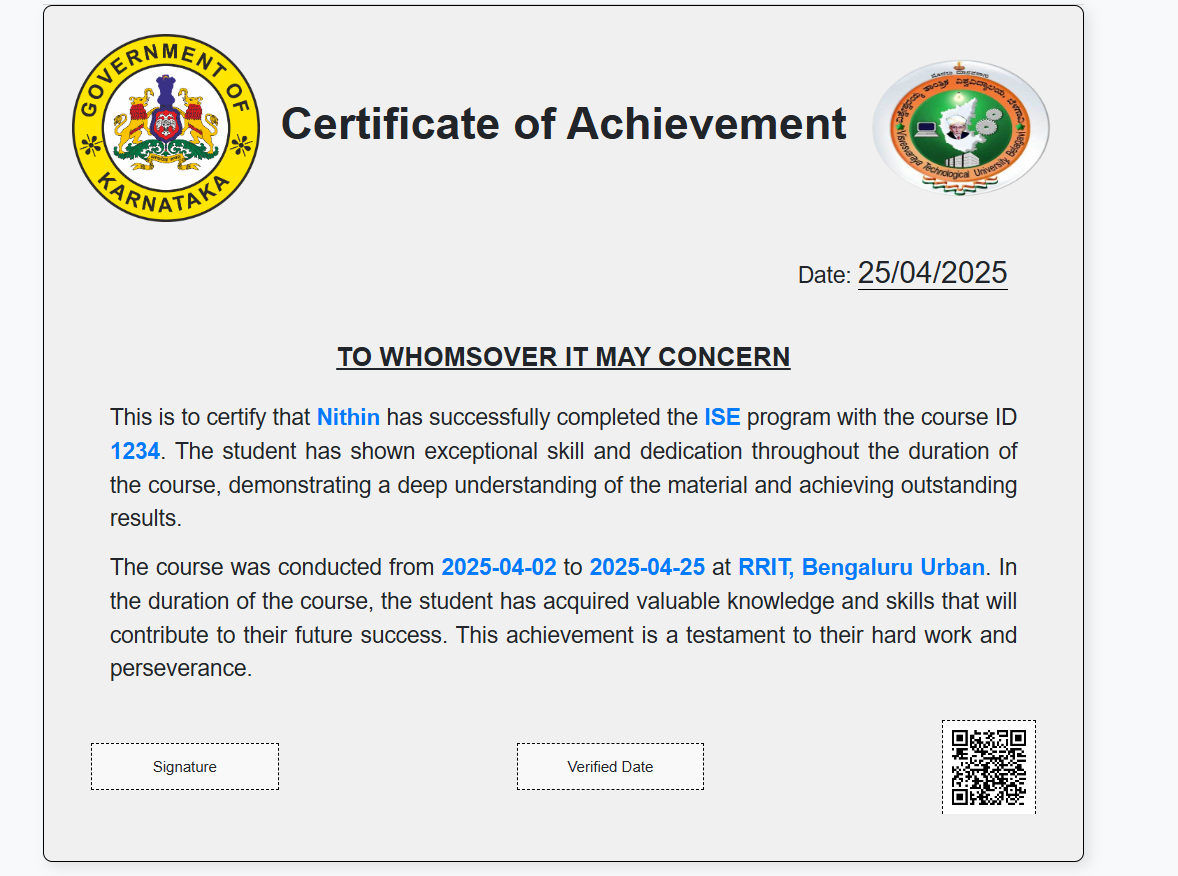 GOVERNMENT OF
KARNATAKA
Certificate of Achievement
Visvesvaraya Technological University, Belagavi
Date: 25/04/2025
TO WHOMSOVER IT MAY CONCERN
This is to certify that Nithin has successfully completed the ISE program with the course ID
1234. The student has shown exceptional skill and dedication throughout the duration of
the course, demonstrating a deep understanding of the material and achieving outstanding
results.
The course was conducted from 2025-04-02 to 2025-04-25 at RRIT, Bengaluru Urban. In
the duration of the course, the student has acquired valuable knowledge and skills that will
contribute to their future success. This achievement is a testament to their hard work and
perseverance.
Signature
Verified Date